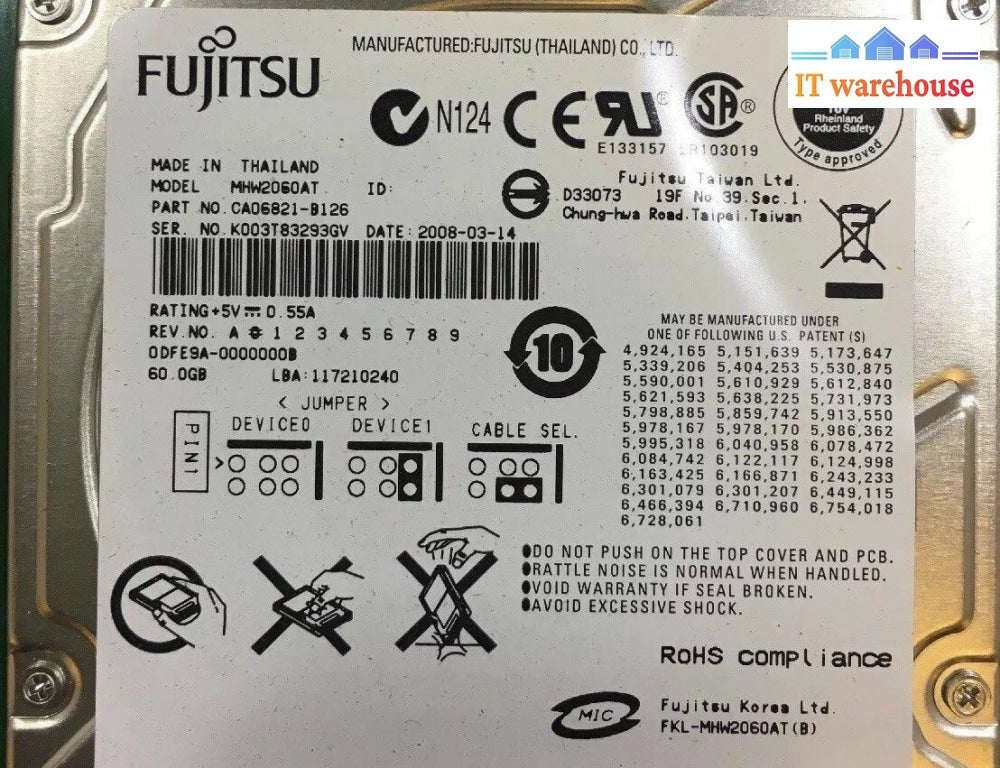 FUJITSU
MANUFACTURED:FUJITSU (THAILAND) CO., LTD.
IT warehouse
N124
E133157 LR103019
TÜV
Rheinland
Product Safety
Type approved
MADE IN THAILAND
MODEL MHW2060AT ID:
PART NO. CA06821-B126
SER. NO. K003T83293GV DATE: 2008-03-14
Fujitsu Taiwan Ltd.
D33073 19F No.39.Sec.1.
Chung-hwa Road.Taipei.Taiwan
RATING+5V⎓0.55A
REV.NO. A 0 1 2 3 4 5 6 7 8 9
0DFE9A-0000000B
60.0GB LBA:117210240
10
MAY BE MANUFACTURED UNDER
ONE OF FOLLOWING U.S. PATENT (S)
4,924,165 5,151,639 5,173,647
5,339,206 5,404,253 5,530,875
5,590,001 5,610,929 5,612,840
5,621,593 5,638,225 5,731,973
5,798,885 5,859,742 5,913,550
5,978,167 5,978,170 5,986,362
5,995,318 6,040,958 6,078,472
6,084,742 6,122,117 6,124,998
6,163,425 6,166,871 6,243,233
6,301,079 6,301,207 6,449,115
6,466,394 6,710,960 6,754,018
6,728,061
< JUMPER >
PIN1
DEVICE0 DEVICE1 CABLE SEL.
●DO NOT PUSH ON THE TOP COVER AND PCB.
●RATTLE NOISE IS NORMAL WHEN HANDLED.
●VOID WARRANTY IF SEAL BROKEN.
●AVOID EXCESSIVE SHOCK.
RoHS compliance
MIC
Fujitsu Korea Ltd.
FKL-MHW2060AT(B)